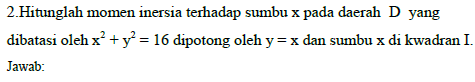 2.Hitunglah momen inersia terhadap sumbu x pada daerah D yang
dibatasi oleh x² + y² = 16 dipotong oleh y = x dan sumbu x di kwadran I.
Jawab: